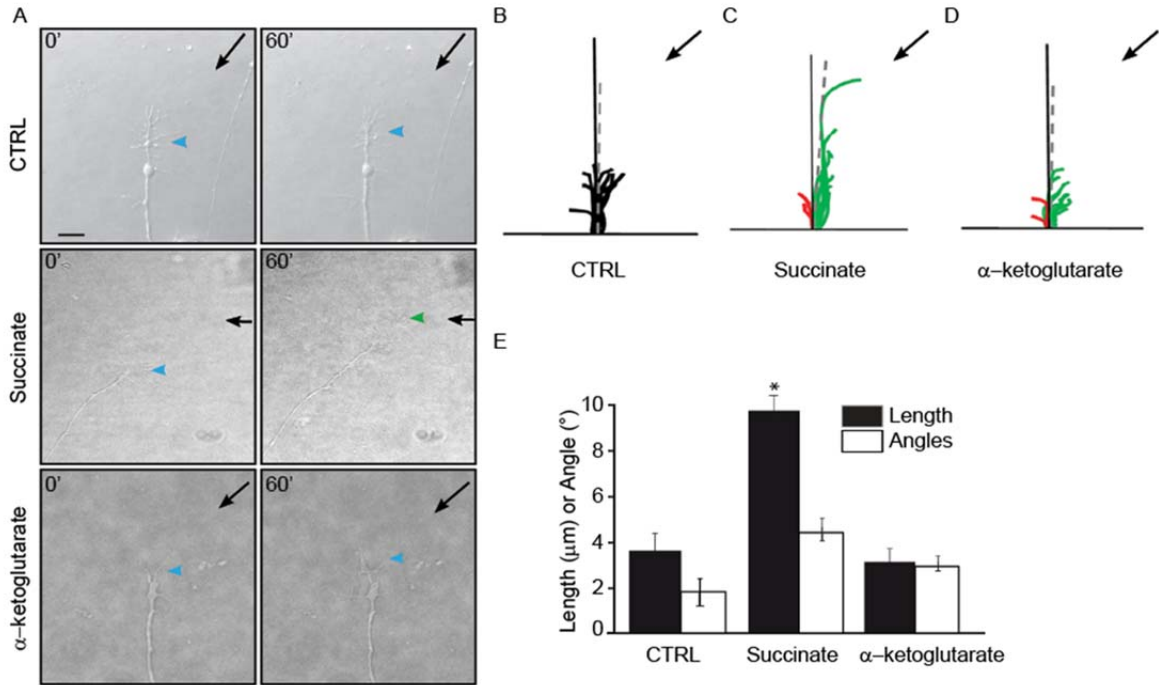 A
0'
60'
CTRL
0'
60'
Succinate
0'
60'
α–ketoglutarate
B
CTRL
C
Succinate
D
α–ketoglutarate
E
Length (μm) or Angle (°)
10
8
6
4
2
0
*
Length
Angles
CTRL
Succinate
α–ketoglutarate